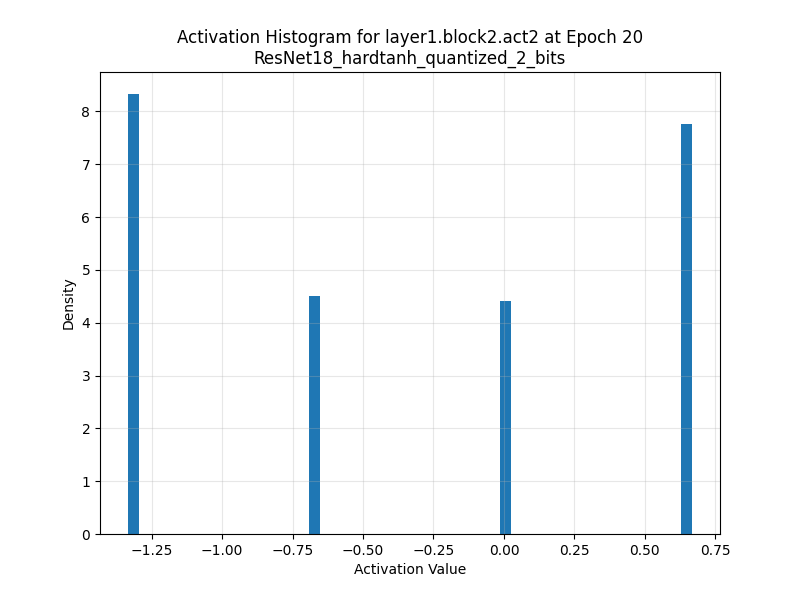 Activation Histogram for layer1.block2.act2 at Epoch 20
ResNet18_hardtanh_quantized_2_bits
Density
8
7
6
5
4
3
2
1
0
−1.25 −1.00 −0.75 −0.50 −0.25 0.00 0.25 0.50 0.75
Activation Value